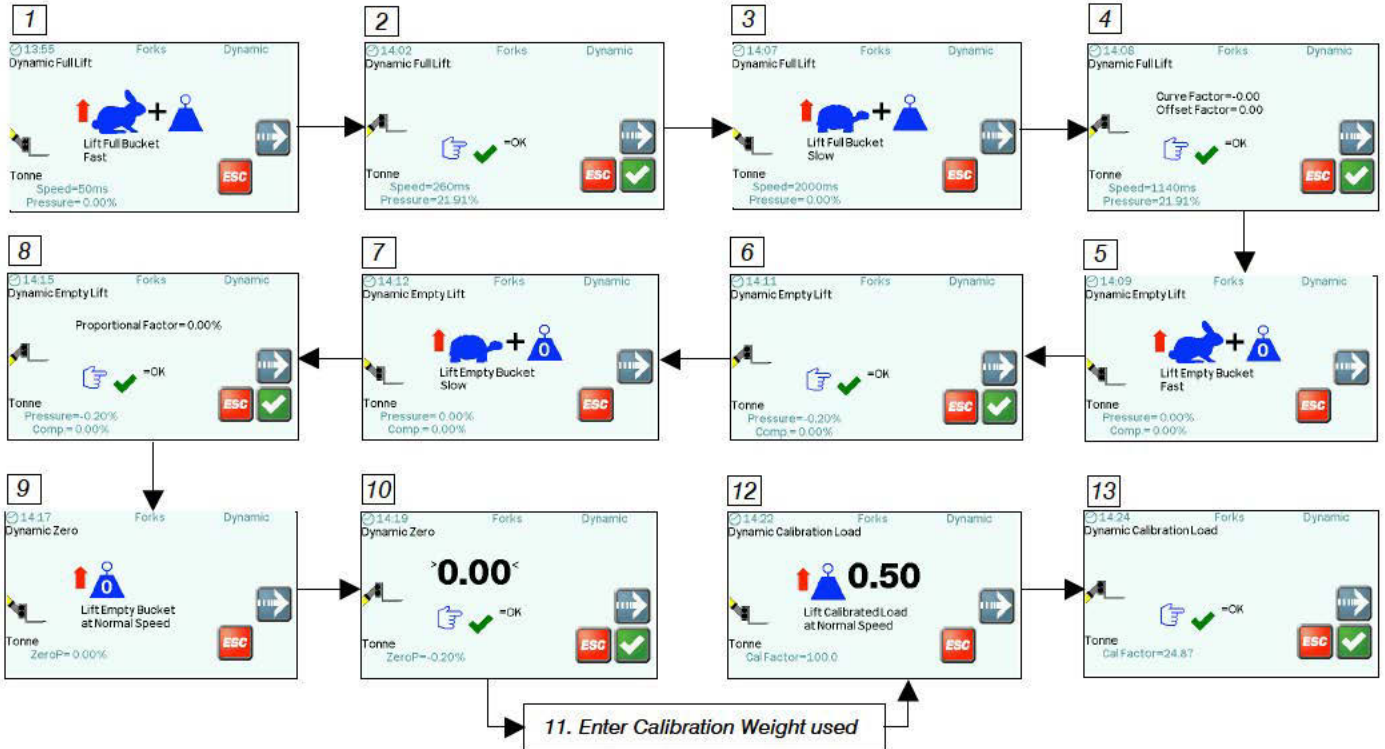 1
13:55 Forks Dynamic
Dynamic Full Lift
Lift Full Bucket
Fast
ESC
Tonne
Speed=50ms
Pressure=0.00%
2
14:02 Forks Dynamic
Dynamic Full Lift
=OK
ESC
Tonne
Speed=260ms
Pressure=21.91%
3
14:07 Forks Dynamic
Dynamic Full Lift
Lift Full Bucket
Slow
ESC
Tonne
Speed=2000ms
Pressure=0.00%
4
14:08 Forks Dynamic
Dynamic Full Lift
Curve Factor=-0.00
Offset Factor=0.00
=OK
ESC
Tonne
Speed=1140ms
Pressure=21.91%
8
14:15 Forks Dynamic
Dynamic Empty Lift
Proportional Factor=0.00%
=OK
ESC
Tonne
Pressure=-0.20%
Comp.=0.00%
7
14:12 Forks Dynamic
Dynamic Empty Lift
0
Lift Empty Bucket
Slow
ESC
Tonne
Pressure=0.00%
Comp.=0.00%
6
14:11 Forks Dynamic
Dynamic Empty Lift
=OK
ESC
Tonne
Pressure=-0.20%
Comp.=0.00%
5
14:09 Forks Dynamic
Dynamic Empty Lift
0
Lift Empty Bucket
Fast
ESC
Tonne
Pressure=0.00%
Comp.=0.00%
9
14:17 Forks Dynamic
Dynamic Zero
0
Lift Empty Bucket
at Normal Speed
ESC
Tonne
ZeroP=0.00%
10
14:19 Forks Dynamic
Dynamic Zero
>0.00<
=OK
ESC
Tonne
ZeroP=-0.20%
11. Enter Calibration Weight used
12
14:22 Forks Dynamic
Dynamic Calibration Load
0.50
Lift Calibrated Load
at Normal Speed
ESC
Tonne
Cal Factor=100.0
13
14:24 Forks Dynamic
Dynamic Calibration Load
=OK
ESC
Tonne
Cal Factor=24.87